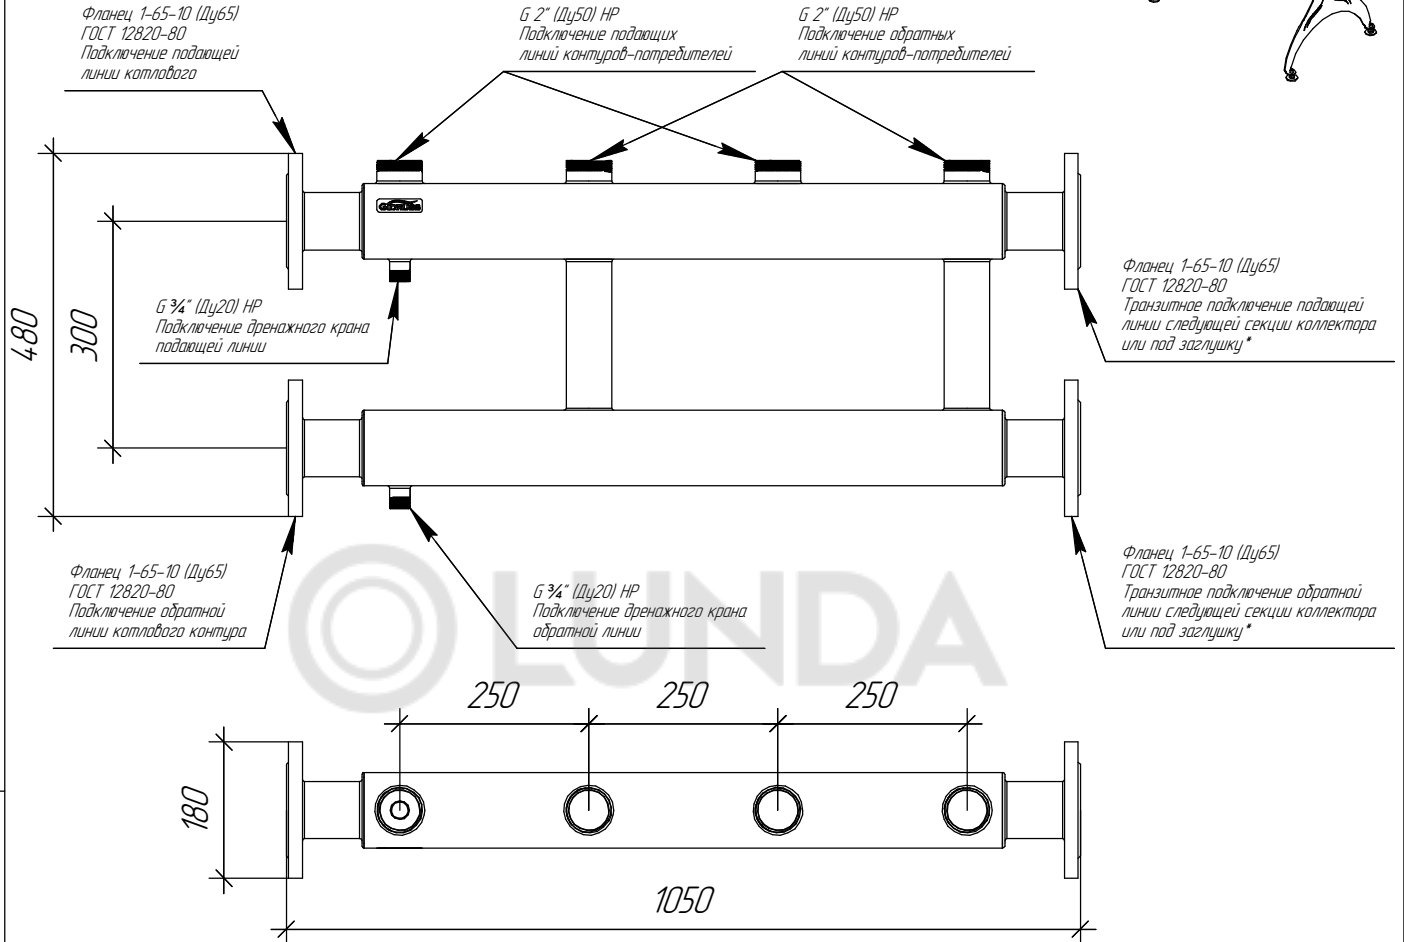 Фланец 1-65-10 (Ду65)
ГОСТ 12820-80
Подключение подающей
линии котлового
G 2" (Ду50) НР
Подключение подающих
линий контуров-потребителей
G 2" (Ду50) НР
Подключение обратных
линий контуров-потребителей
G ¾" (Ду20) НР
Подключение дренажного крана
подающей линии
Фланец 1-65-10 (Ду65)
ГОСТ 12820-80
Транзитное подключение подающей
линии следующей секции коллектора
или под заглушку*
480
300
Фланец 1-65-10 (Ду65)
ГОСТ 12820-80
Подключение обратной
линии котлового контура
G ¾" (Ду20) НР
Подключение дренажного крана
обратной линии
Фланец 1-65-10 (Ду65)
ГОСТ 12820-80
Транзитное подключение обратной
линии следующей секции коллектора
или под заглушку*
LUNDA
250
250
250
180
1050